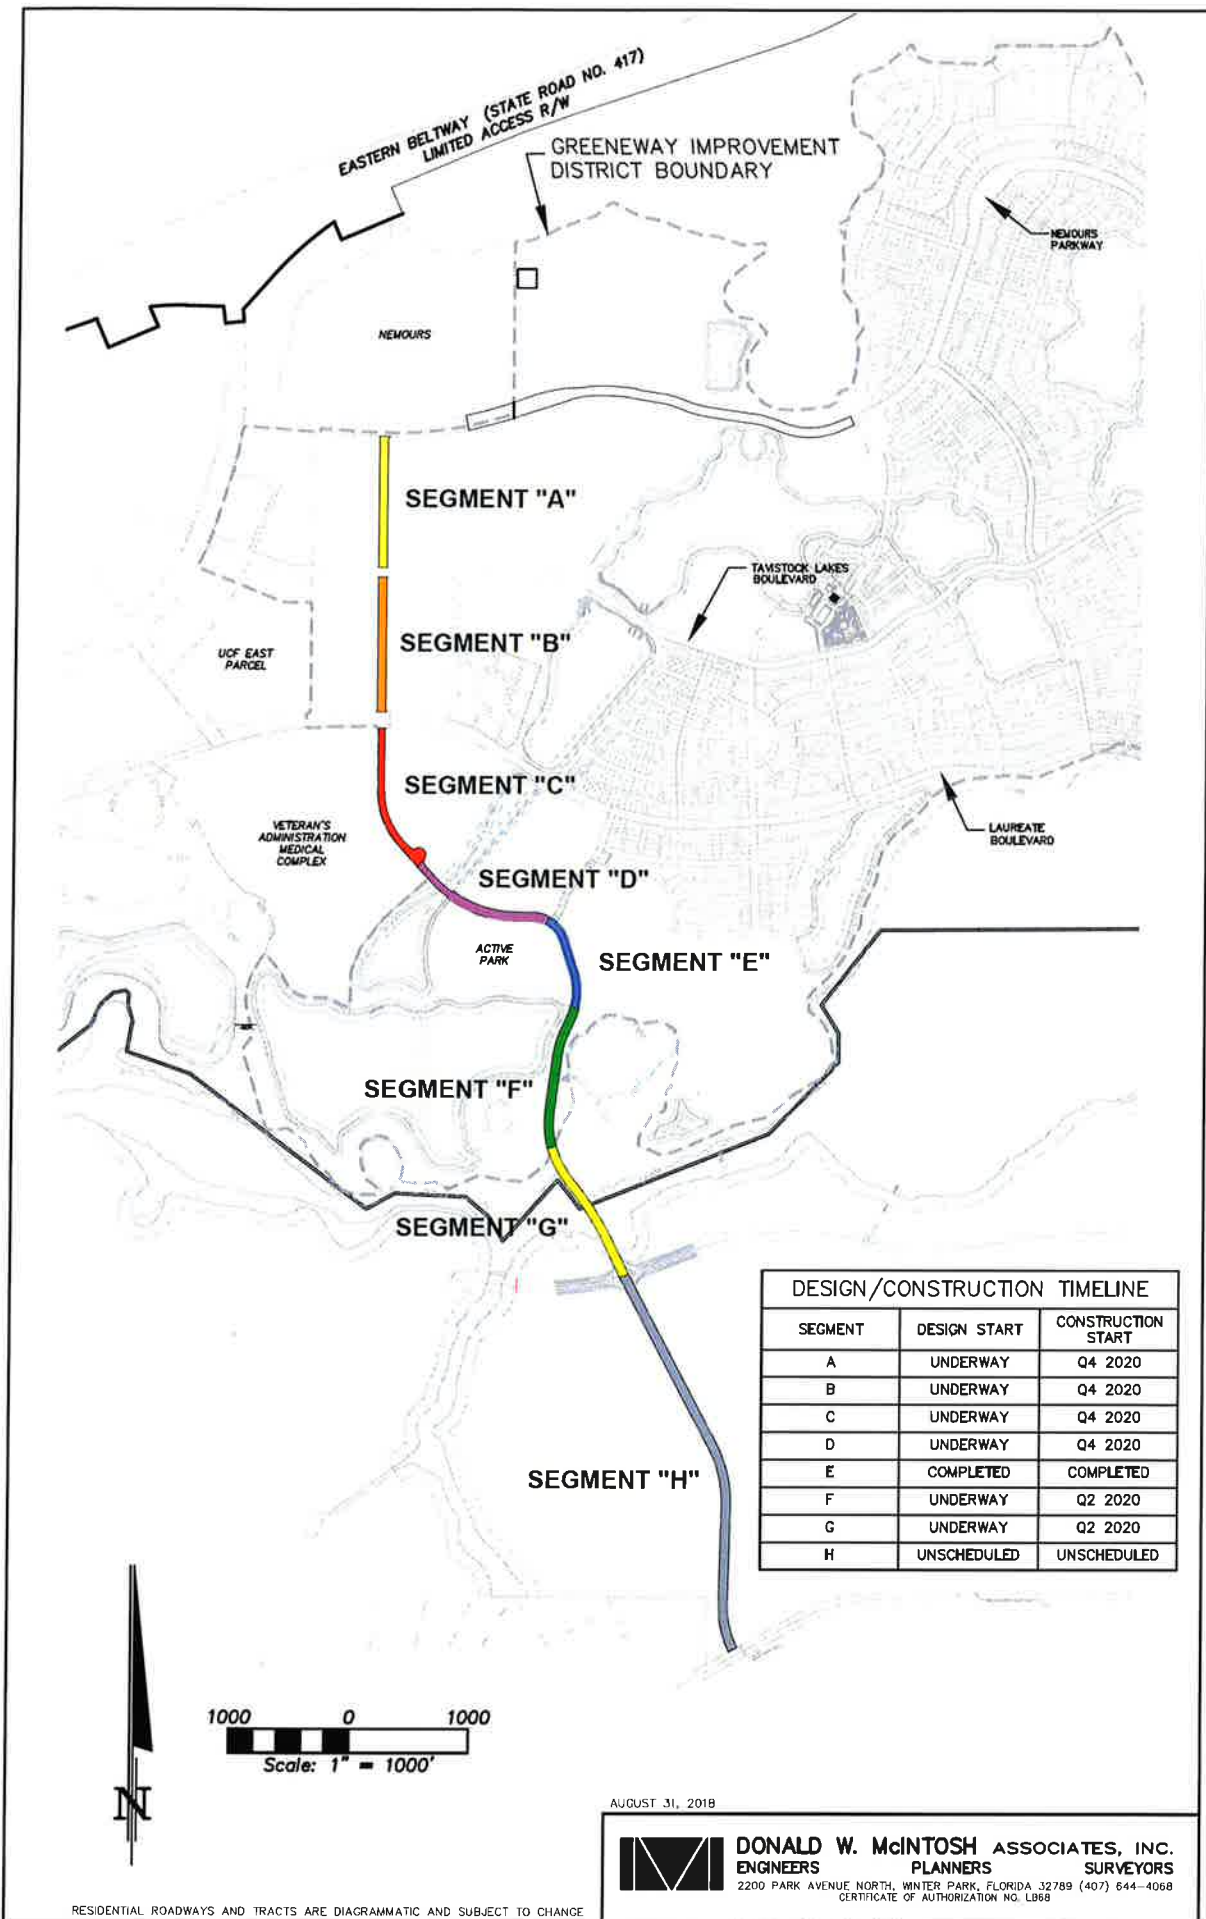 EASTERN BELTWAY (STATE ROAD NO. 417)
LIMITED ACCESS R/W
GREENEWAY IMPROVEMENT
DISTRICT BOUNDARY
NEMOURS
PARKWAY
NEMOURS
SEGMENT "A"
TAVISTOCK LAKES
BOULEVARD
SEGMENT "B"
UCF EAST
PARCEL
SEGMENT "C"
VETERAN'S
ADMINISTRATION
MEDICAL
COMPLEX
LAUREATE
BOULEVARD
SEGMENT "D"
ACTIVE
PARK
SEGMENT "E"
SEGMENT "F"
SEGMENT "G"
DESIGN/CONSTRUCTION TIMELINE
SEGMENT DESIGN START CONSTRUCTION START
A UNDERWAY Q4 2020
B UNDERWAY Q4 2020
C UNDERWAY Q4 2020
D UNDERWAY Q4 2020
E COMPLETED COMPLETED
F UNDERWAY Q2 2020
G UNDERWAY Q2 2020
H UNSCHEDULED UNSCHEDULED
SEGMENT "H"
1000 0 1000
Scale: 1" = 1000'
N
AUGUST 31, 2018
DONALD W. McINTOSH ASSOCIATES, INC.
ENGINEERS PLANNERS SURVEYORS
2200 PARK AVENUE NORTH, WINTER PARK, FLORIDA 32789 (407) 644-4068
CERTIFICATE OF AUTHORIZATION NO. LB68
RESIDENTIAL ROADWAYS AND TRACTS ARE DIAGRAMMATIC AND SUBJECT TO CHANGE